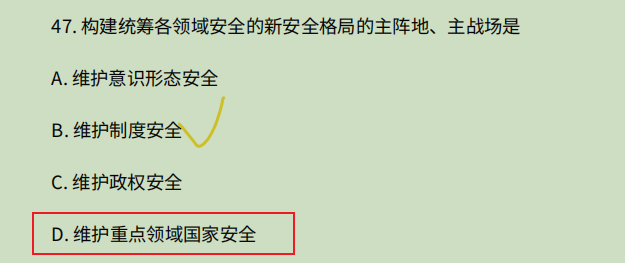 47. 构建统筹各领域安全的新安全格局的主阵地、主战场是
A. 维护意识形态安全
B. 维护制度安全
C. 维护政权安全
D. 维护重点领域国家安全